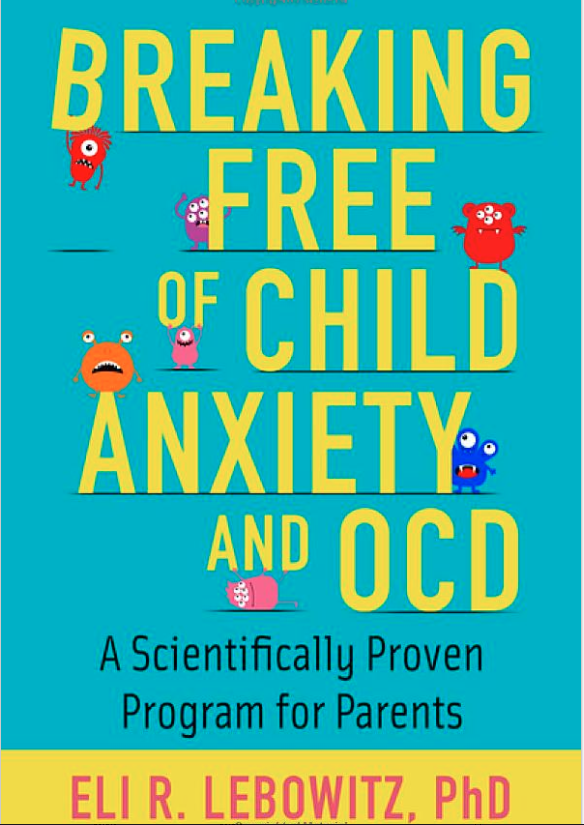 BREAKING
FREE
OF CHILD
ANXIETY
AND OCD
A Scientifically Proven
Program for Parents
ELI R. LEBOWITZ, PhD